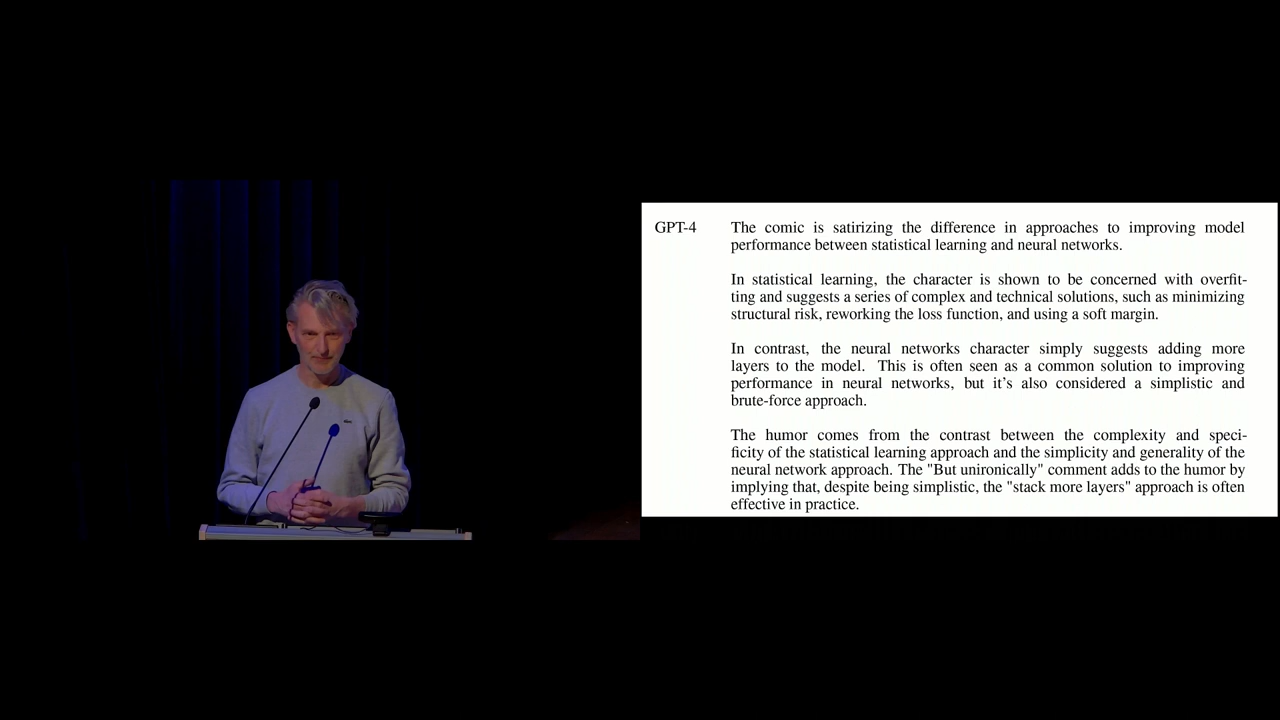 GPT-4
The comic is satirizing the difference in approaches to improving model
performance between statistical learning and neural networks.
In statistical learning, the character is shown to be concerned with overfit-
ting and suggests a series of complex and technical solutions, such as minimizing
structural risk, reworking the loss function, and using a soft margin.
In contrast, the neural networks character simply suggests adding more
layers to the model. This is often seen as a common solution to improving
performance in neural networks, but it's also considered a simplistic and
brute-force approach.
The humor comes from the contrast between the complexity and speci-
ficity of the statistical learning approach and the simplicity and generality of the
neural network approach. The "But unironically" comment adds to the humor by
implying that, despite being simplistic, the "stack more layers" approach is often
effective in practice.